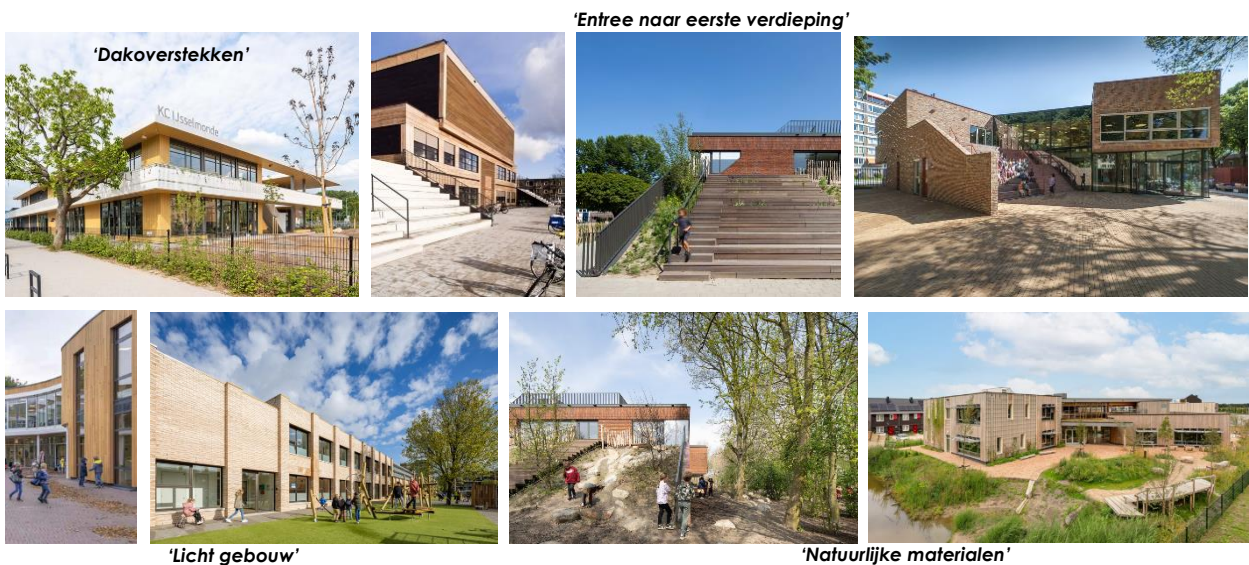 ‘Entree naar eerste verdieping’
‘Dakoverstekken’
KC IJsselmonde
‘Licht gebouw’
‘Natuurlijke materialen’